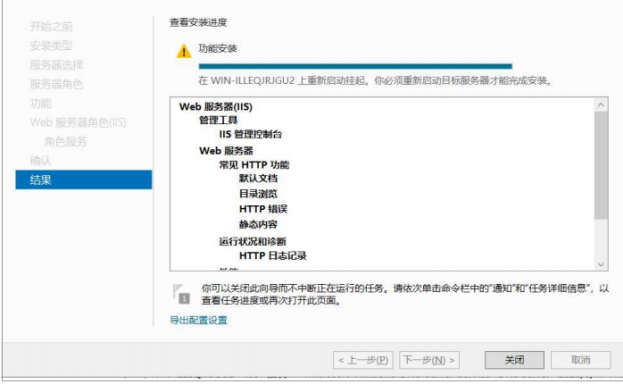 开始之前
安装类型
服务器选择
服务器角色
功能
Web 服务器角色(IIS)
角色服务
确认
结果
查看安装进度
功能安装
在 WIN-ILLEQJRJGU2 上重新启动挂起。你必须重新启动目标服务器才能完成安装。
Web 服务器(IIS)
管理工具
IIS 管理控制台
Web 服务器
常见 HTTP 功能
默认文档
目录浏览
HTTP 错误
静态内容
运行状况和诊断
HTTP 日志记录
你可以关闭此向导而不中断正在运行的任务。请依次单击命令栏中的"通知"和"任务详细信息"，以
查看任务进度或再次打开此页面。
导出配置设置
< 上一步(P)
下一步(N) >
关闭
取消